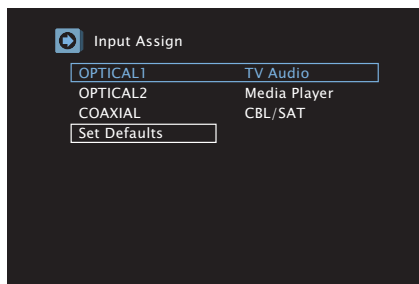 Input Assign
OPTICAL1 TV Audio
OPTICAL2 Media Player
COAXIAL CBL/SAT
Set Defaults